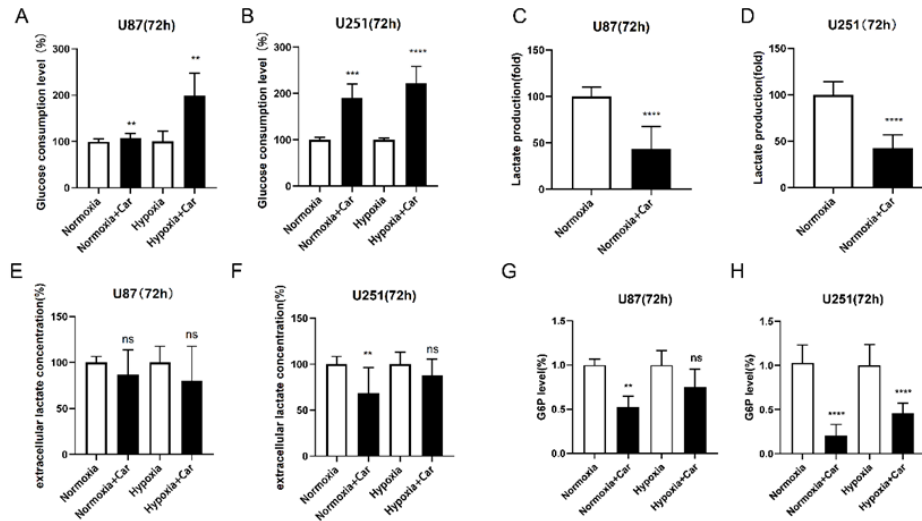 A
U87(72h)
Glucose consumption level (%)
300
200
100
0
**
**
Normoxia
Normoxia+Car
Hypoxia
Hypoxia+Car
B
U251(72h)
Glucose consumption level (%)
300
200
100
0
***
****
Normoxia
Normoxia+Car
Hypoxia
Hypoxia+Car
C
U87(72h)
Lactate production(fold)
150
100
50
0
****
Normoxia
Normoxia+Car
D
U251(72h)
Lactate production(fold)
150
100
50
0
****
Normoxia
Normoxia+Car
E
U87(72h)
extracellular lactate concentration(%)
150
100
50
0
ns
ns
Normoxia
Normoxia+Car
Hypoxia
Hypoxia+Car
F
U251(72h)
extracellular lactate concentration(%)
150
100
50
0
**
ns
Normoxia
Normoxia+Car
Hypoxia
Hypoxia+Car
G
U87(72h)
G6P level(%)
1.5
1.0
0.5
0.0
**
ns
Normoxia
Normoxia+Car
Hypoxia
Hypoxia+Car
H
U251(72h)
G6P level(%)
1.5
1.0
0.5
0.0
****
****
Normoxia
Normoxia+Car
Hypoxia
Hypoxia+Car